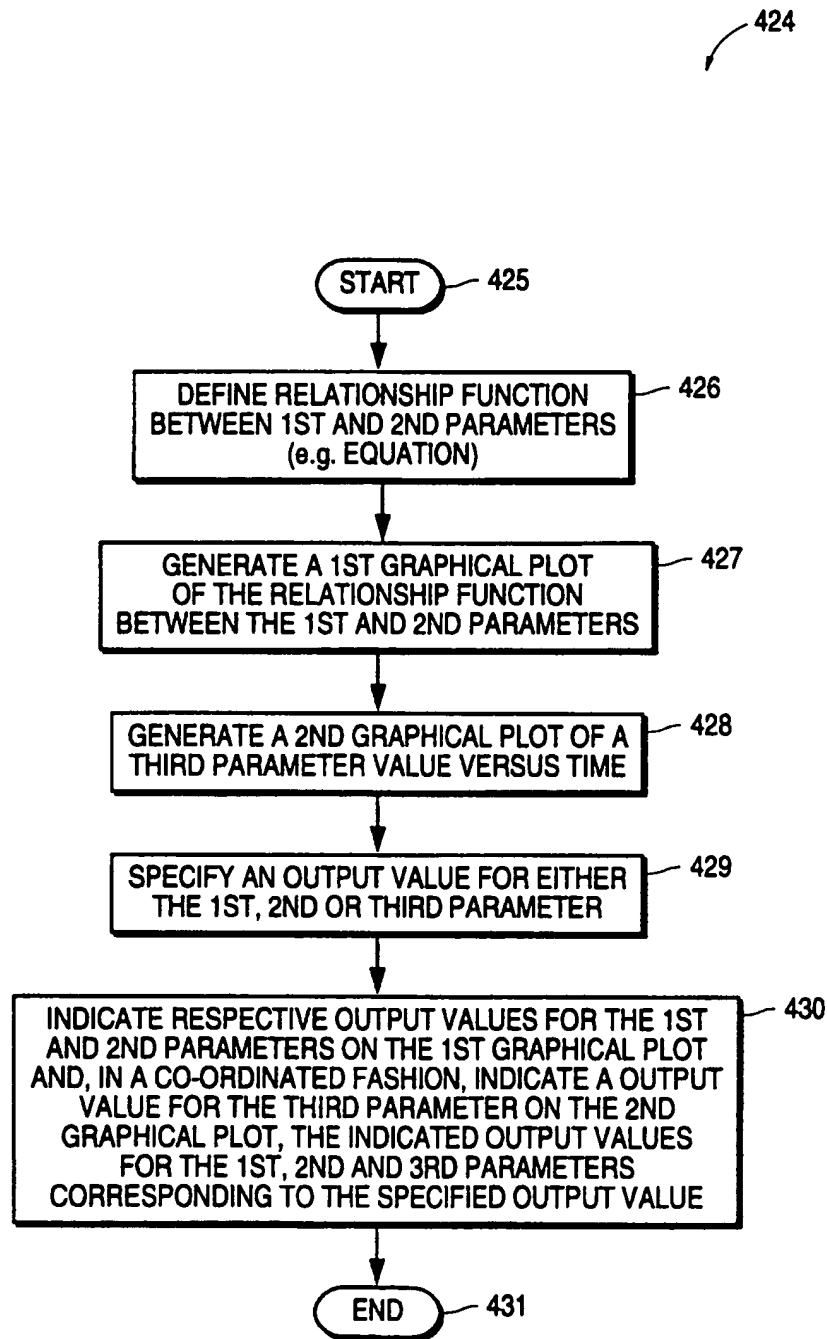 424
START
425
DEFINE RELATIONSHIP FUNCTION
BETWEEN 1ST AND 2ND PARAMETERS
(e.g. EQUATION)
426
GENERATE A 1ST GRAPHICAL PLOT
OF THE RELATIONSHIP FUNCTION
BETWEEN THE 1ST AND 2ND PARAMETERS
427
GENERATE A 2ND GRAPHICAL PLOT OF A
THIRD PARAMETER VALUE VERSUS TIME
428
SPECIFY AN OUTPUT VALUE FOR EITHER
THE 1ST, 2ND OR THIRD PARAMETER
429
INDICATE RESPECTIVE OUTPUT VALUES FOR THE 1ST
AND 2ND PARAMETERS ON THE 1ST GRAPHICAL PLOT
AND, IN A CO-ORDINATED FASHION, INDICATE A OUTPUT
VALUE FOR THE THIRD PARAMETER ON THE 2ND
GRAPHICAL PLOT, THE INDICATED OUTPUT VALUES
FOR THE 1ST, 2ND AND 3RD PARAMETERS
CORRESPONDING TO THE SPECIFIED OUTPUT VALUE
430
END
431